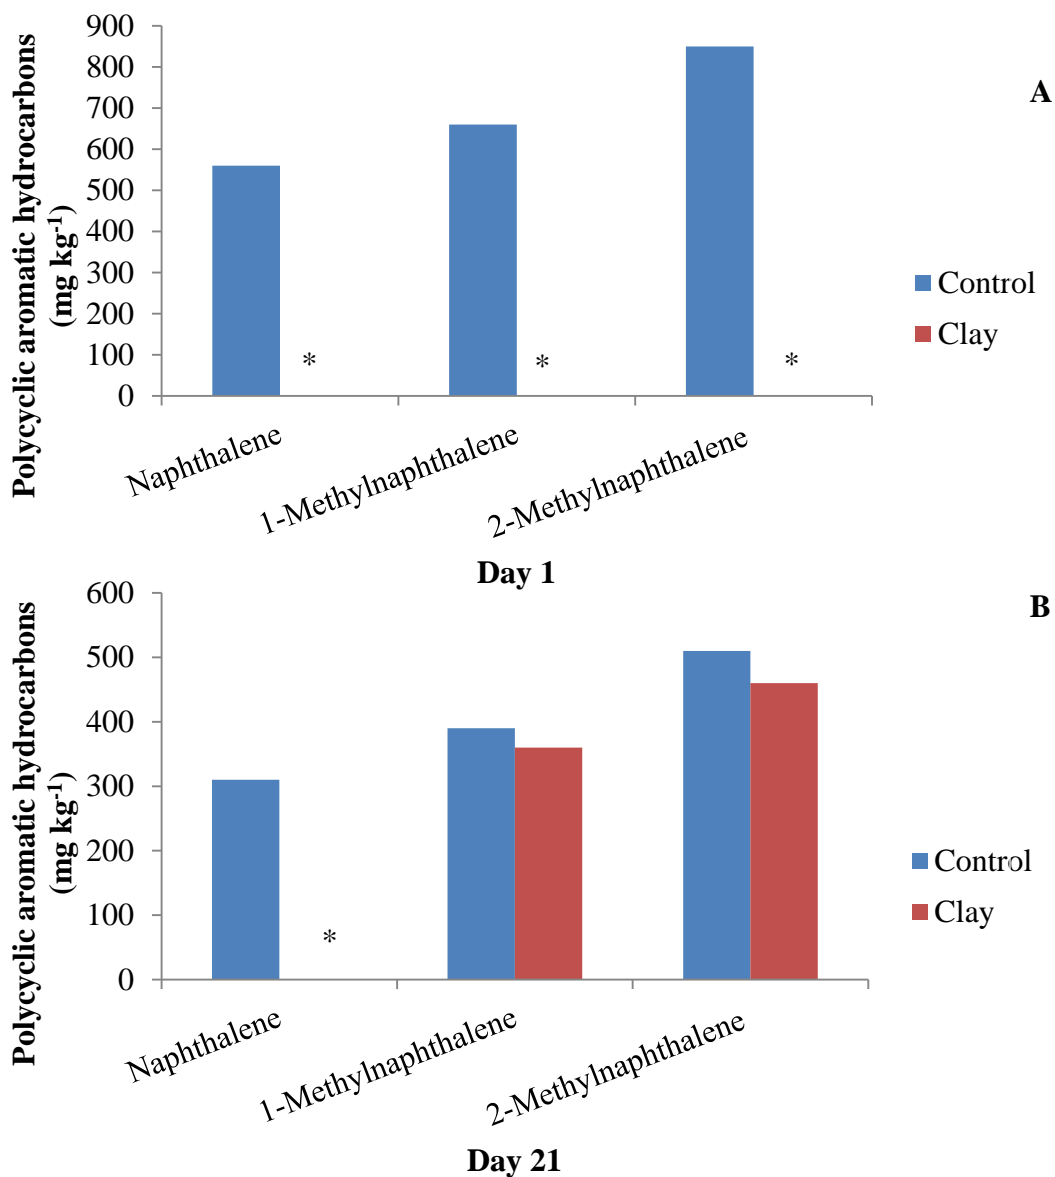 Polycyclic aromatic hydrocarbons
(mg kg⁻¹)
900
800
700
600
500
400
300
200
100
0
A
Control
Clay
*
*
*
Naphthalene
1-Methylnaphthalene
2-Methylnaphthalene
Day 1
Polycyclic aromatic hydrocarbons
(mg kg⁻¹)
600
500
400
300
200
100
0
B
Control
Clay
*
Naphthalene
1-Methylnaphthalene
2-Methylnaphthalene
Day 21